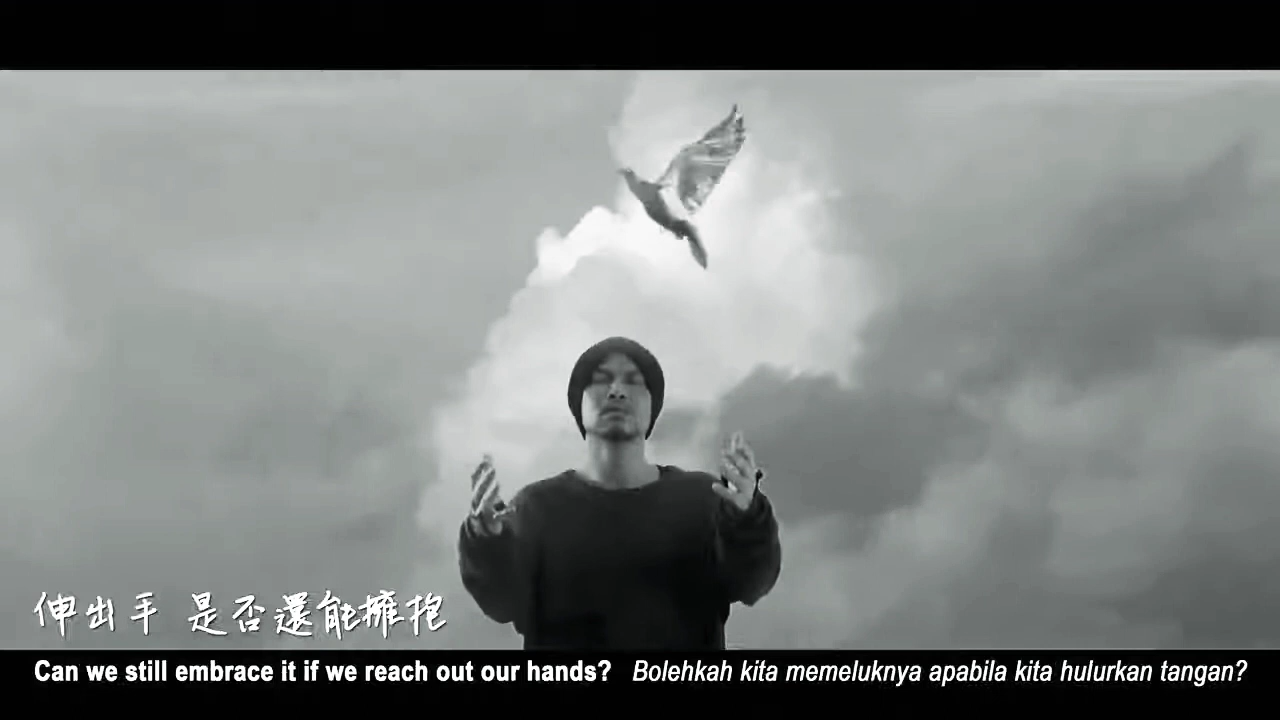 伸出手 是否還能擁抱
Can we still embrace it if we reach out our hands? Bolehkah kita memeluknya apabila kita hulurkan tangan?